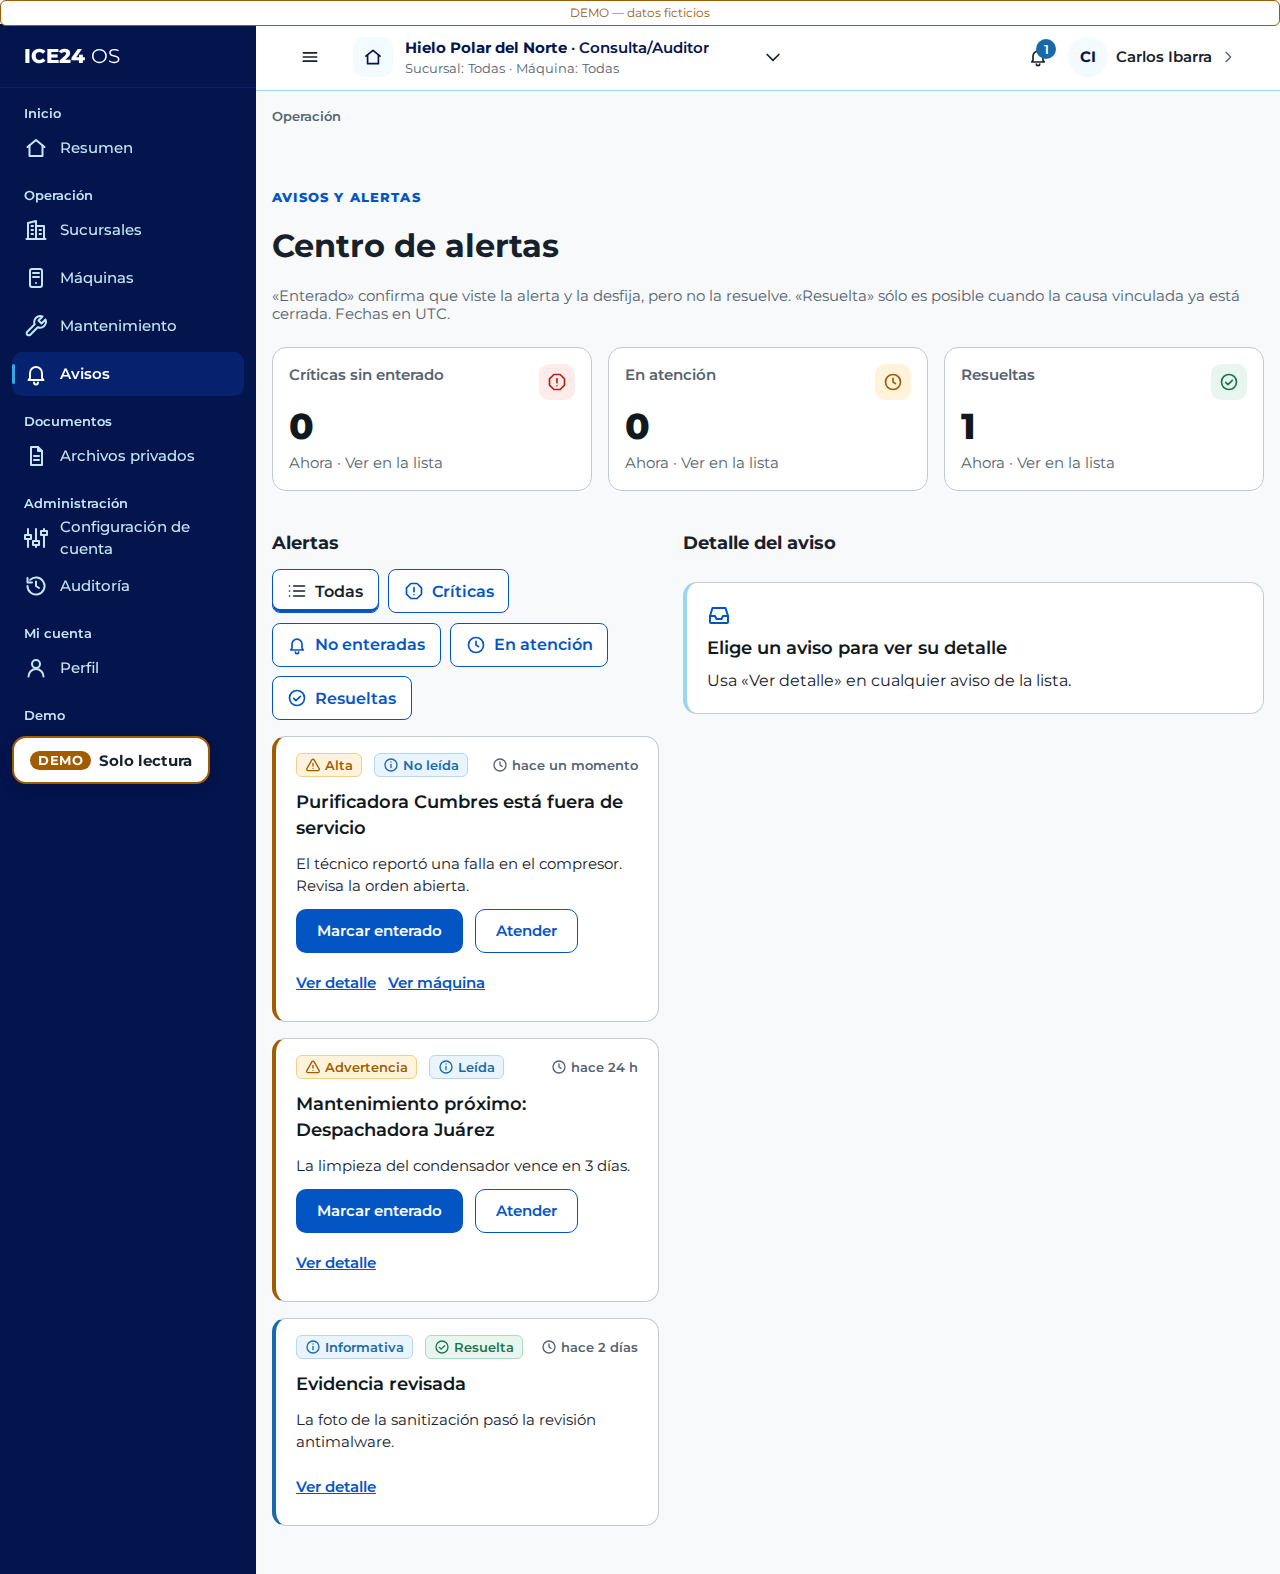 DEMO — datos ficticios
ICE24 OS
Inicio
Resumen
Operación
Sucursales
Máquinas
Mantenimiento
Avisos
Documentos
Archivos privados
Administración
Configuración de
cuenta
Auditoría
Mi cuenta
Perfil
Demo
DEMO Solo lectura
Hielo Polar del Norte · Consulta/Auditor
Sucursal: Todas · Máquina: Todas
1
CI Carlos Ibarra
Operación
AVISOS Y ALERTAS
Centro de alertas
«Enterado» confirma que viste la alerta y la desfija, pero no la resuelve. «Resuelta» sólo es posible cuando la causa vinculada ya está
cerrada. Fechas en UTC.
Críticas sin enterado
0
Ahora · Ver en la lista
En atención
0
Ahora · Ver en la lista
Resueltas
1
Ahora · Ver en la lista
Alertas
Todas
Críticas
No enteradas
En atención
Resueltas
Alta No leída hace un momento
Purificadora Cumbres está fuera de
servicio
El técnico reportó una falla en el compresor.
Revisa la orden abierta.
Marcar enterado Atender
Ver detalle Ver máquina
Advertencia Leída hace 24 h
Mantenimiento próximo:
Despachadora Juárez
La limpieza del condensador vence en 3 días.
Marcar enterado Atender
Ver detalle
Informativa Resuelta hace 2 días
Evidencia revisada
La foto de la sanitización pasó la revisión
antimalware.
Ver detalle
Detalle del aviso
Elige un aviso para ver su detalle
Usa «Ver detalle» en cualquier aviso de la lista.